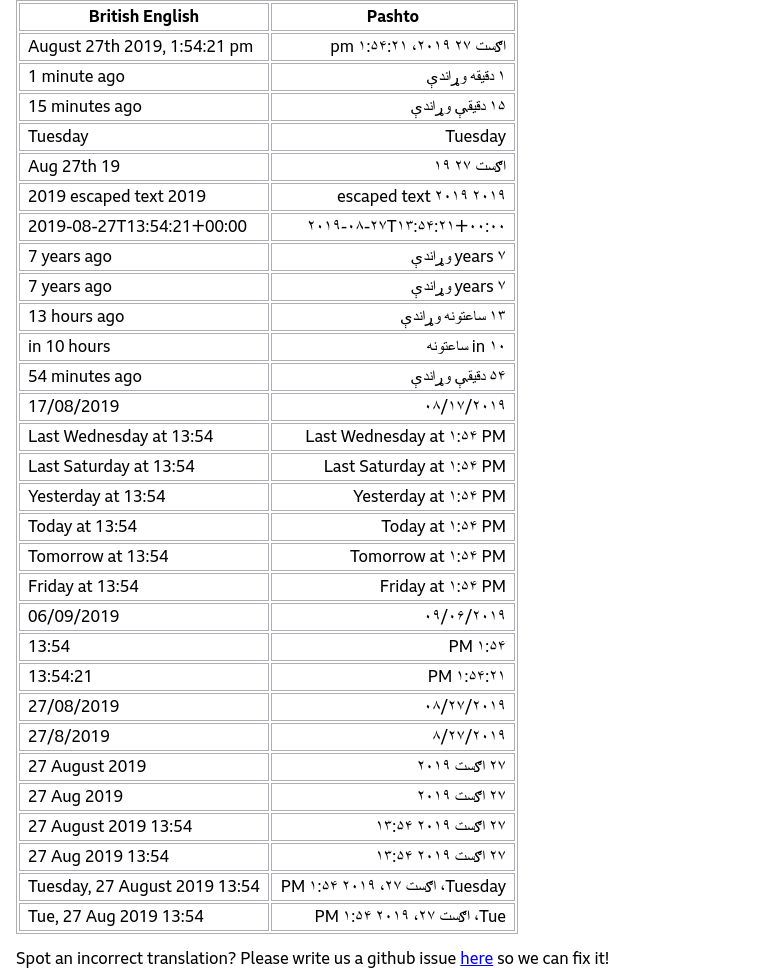 British English	Pashto
August 27th 2019, 1:54:21 pm	اګست ۲۷ ۲۰۱۹، ۱:۵۴:۲۱ pm
1 minute ago	۱ دقیقه وړاندې
15 minutes ago	۱۵ دقیقې وړاندې
Tuesday	Tuesday
Aug 27th 19	اګست ۲۷ ۱۹
2019 escaped text 2019	۲۰۱۹ escaped text ۲۰۱۹
2019-08-27T13:54:21+00:00	۲۰۱۹-۰۸-۲۷T۱۳:۵۴:۲۱+۰۰:۰۰
7 years ago	۷ years وړاندې
7 years ago	۷ years وړاندې
13 hours ago	۱۳ ساعتونه وړاندې
in 10 hours	in ۱۰ ساعتونه
54 minutes ago	۵۴ دقیقې وړاندې
17/08/2019	۰۸/۱۷/۲۰۱۹
Last Wednesday at 13:54	Last Wednesday at ۱:۵۴ PM
Last Saturday at 13:54	Last Saturday at ۱:۵۴ PM
Yesterday at 13:54	Yesterday at ۱:۵۴ PM
Today at 13:54	Today at ۱:۵۴ PM
Tomorrow at 13:54	Tomorrow at ۱:۵۴ PM
Friday at 13:54	Friday at ۱:۵۴ PM
06/09/2019	۰۹/۰۶/۲۰۱۹
13:54	۱:۵۴ PM
13:54:21	۱:۵۴:۲۱ PM
27/08/2019	۰۸/۲۷/۲۰۱۹
27/8/2019	۸/۲۷/۲۰۱۹
27 August 2019	۲۷ اګست ۲۰۱۹
27 Aug 2019	۲۷ اګست ۲۰۱۹
27 August 2019 13:54	۲۷ اګست ۲۰۱۹ ۱۳:۵۴
27 Aug 2019 13:54	۲۷ اګست ۲۰۱۹ ۱۳:۵۴
Tuesday, 27 August 2019 13:54	Tuesday، اګست ۲۷، ۲۰۱۹ ۱:۵۴ PM
Tue, 27 Aug 2019 13:54	Tue، اګست ۲۷، ۲۰۱۹ ۱:۵۴ PM
Spot an incorrect translation? Please write us a github issue here so we can fix it!